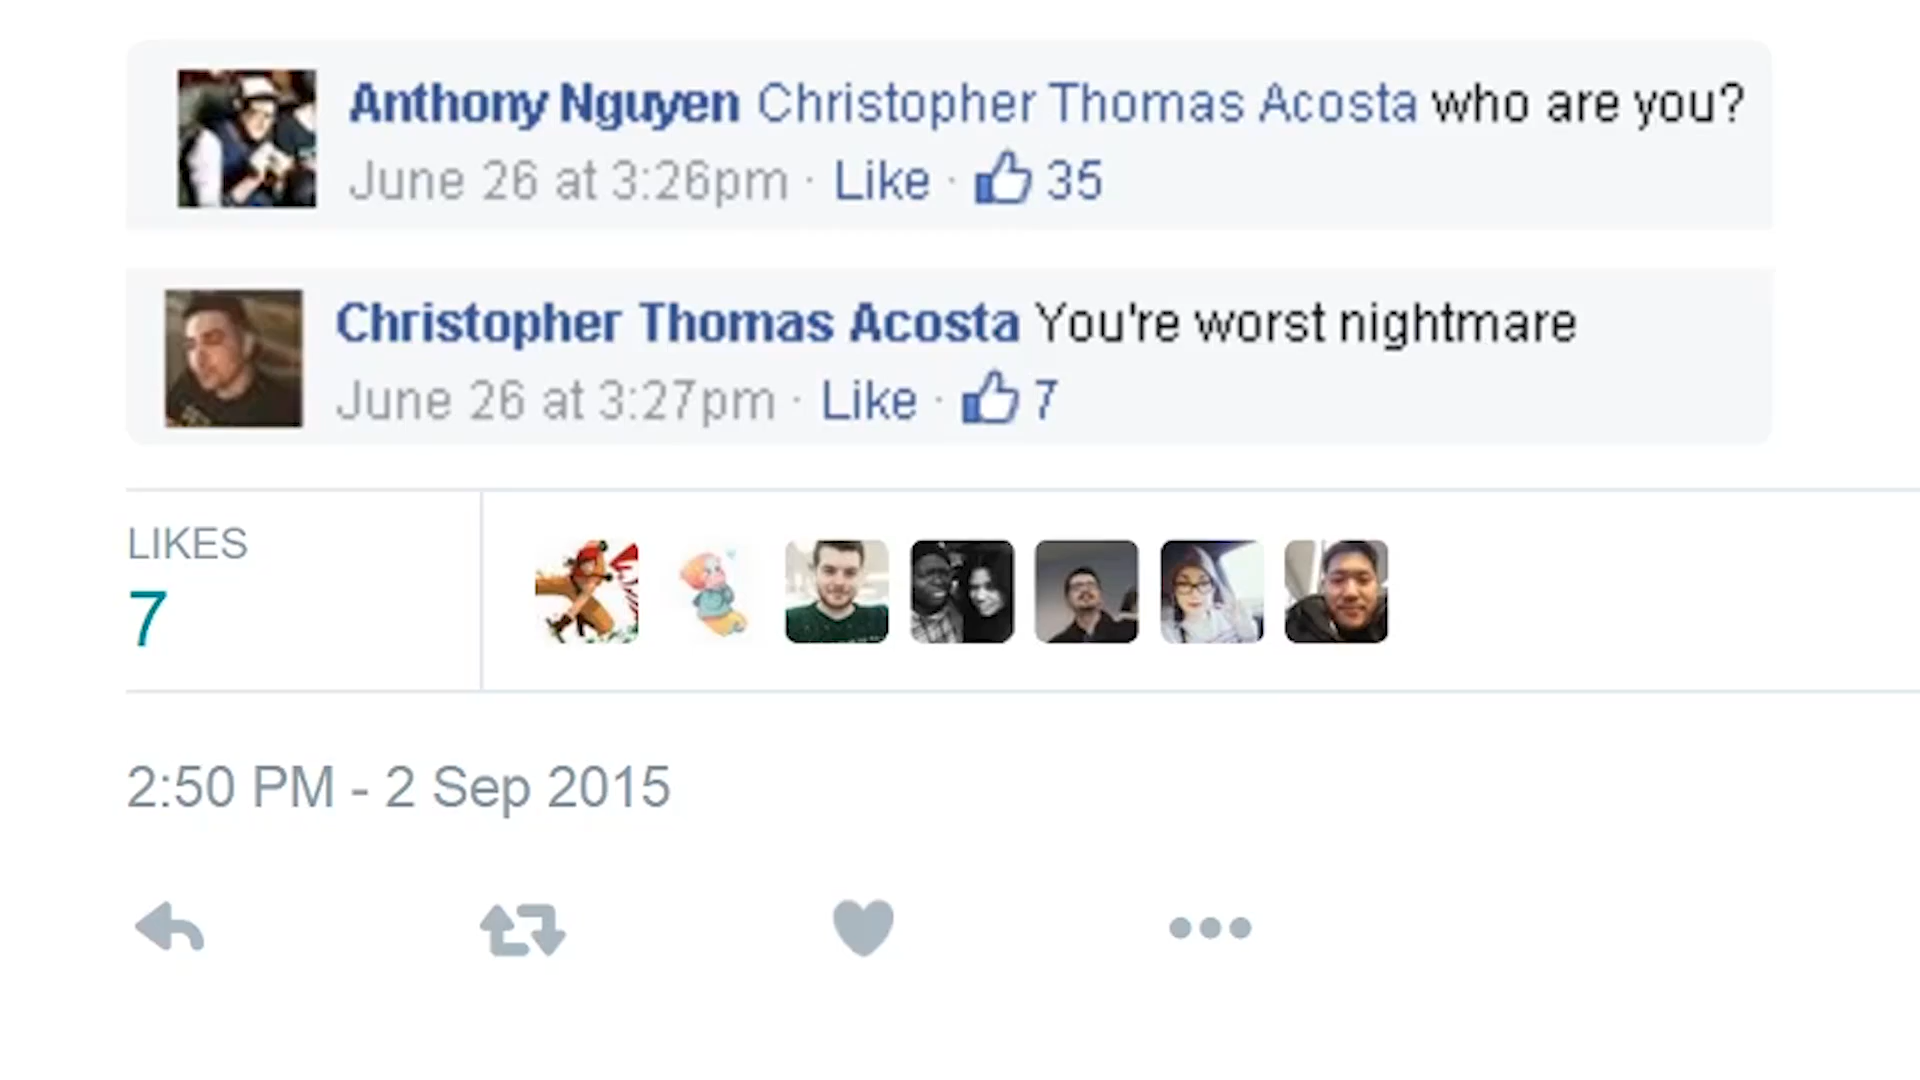 Anthony Nguyen Christopher Thomas Acosta who are you?
June 26 at 3:26pm · Like · 35
Christopher Thomas Acosta You're worst nightmare
June 26 at 3:27pm · Like · 7
LIKES
7
2:50 PM - 2 Sep 2015